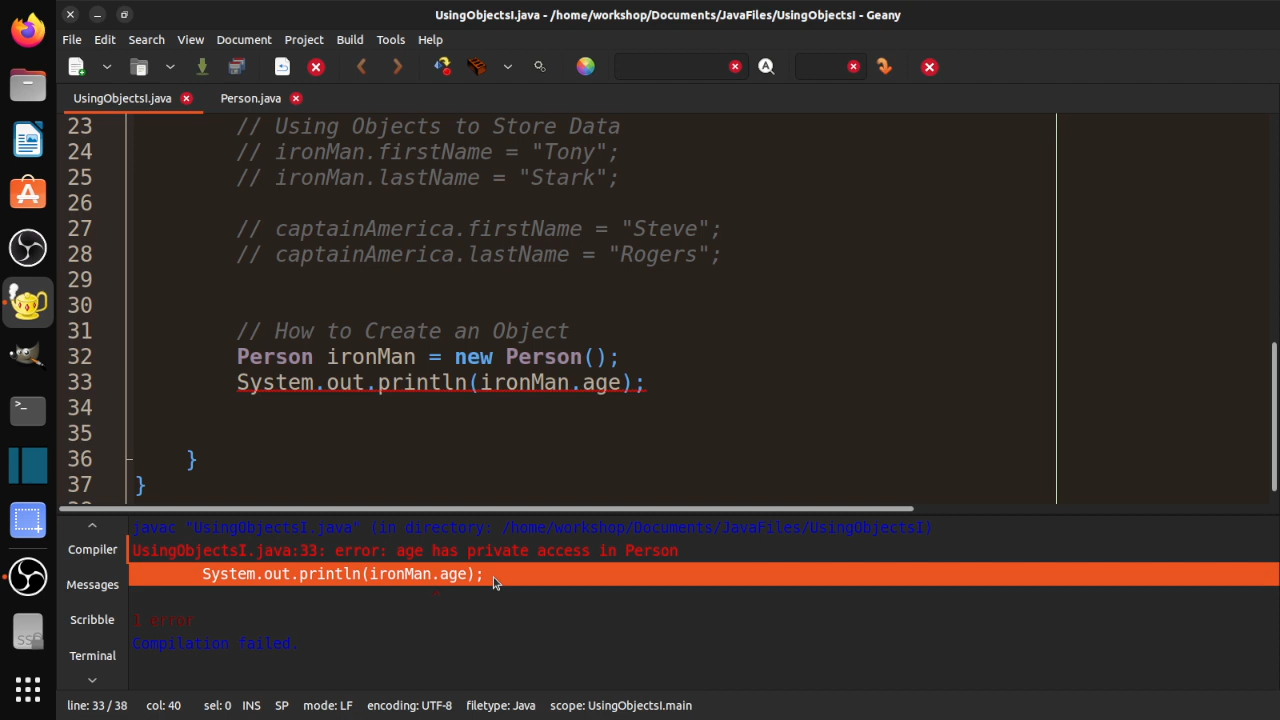 UsingObjectsI.java - /home/workshop/Documents/JavaFiles/UsingObjectsI - Geany
File Edit Search View Document Project Build Tools Help
UsingObjectsI.java Person.java
23 // Using Objects to Store Data
24 // ironMan.firstName = "Tony";
25 // ironMan.lastName = "Stark";
26
27 // captainAmerica.firstName = "Steve";
28 // captainAmerica.lastName = "Rogers";
29
30
31 // How to Create an Object
32 Person ironMan = new Person();
33 System.out.println(ironMan.age);
34
35
36 }
37 }
javac "UsingObjectsI.java" (in directory: /home/workshop/Documents/JavaFiles/UsingObjectsI)
Compiler
UsingObjectsI.java:33: error: age has private access in Person
System.out.println(ironMan.age);
Messages
Scribble
1 error
Compilation failed.
Terminal
line: 33 / 38 col: 40 sel: 0 INS SP mode: LF encoding: UTF-8 filetype: Java scope: UsingObjectsI.main